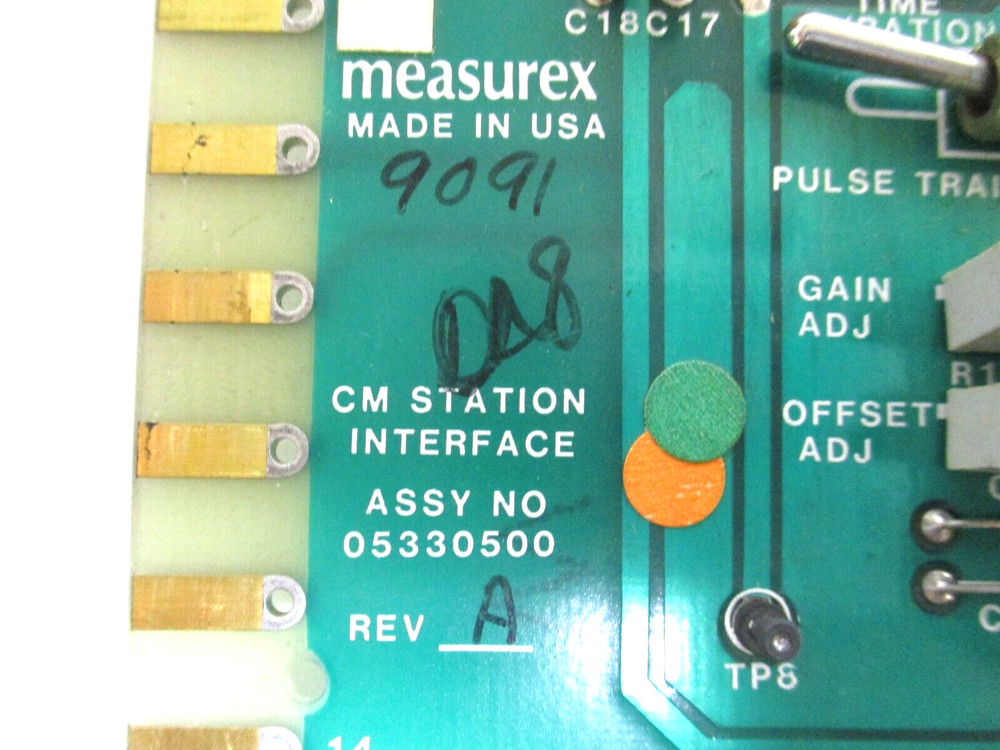 C18C17
TIME
measurex
MADE IN USA
9091
PULSE
GAIN
ADJ
OFFSET
ADJ
CM STATION
INTERFACE
ASSY NO
05330500
REV A
TP8
14